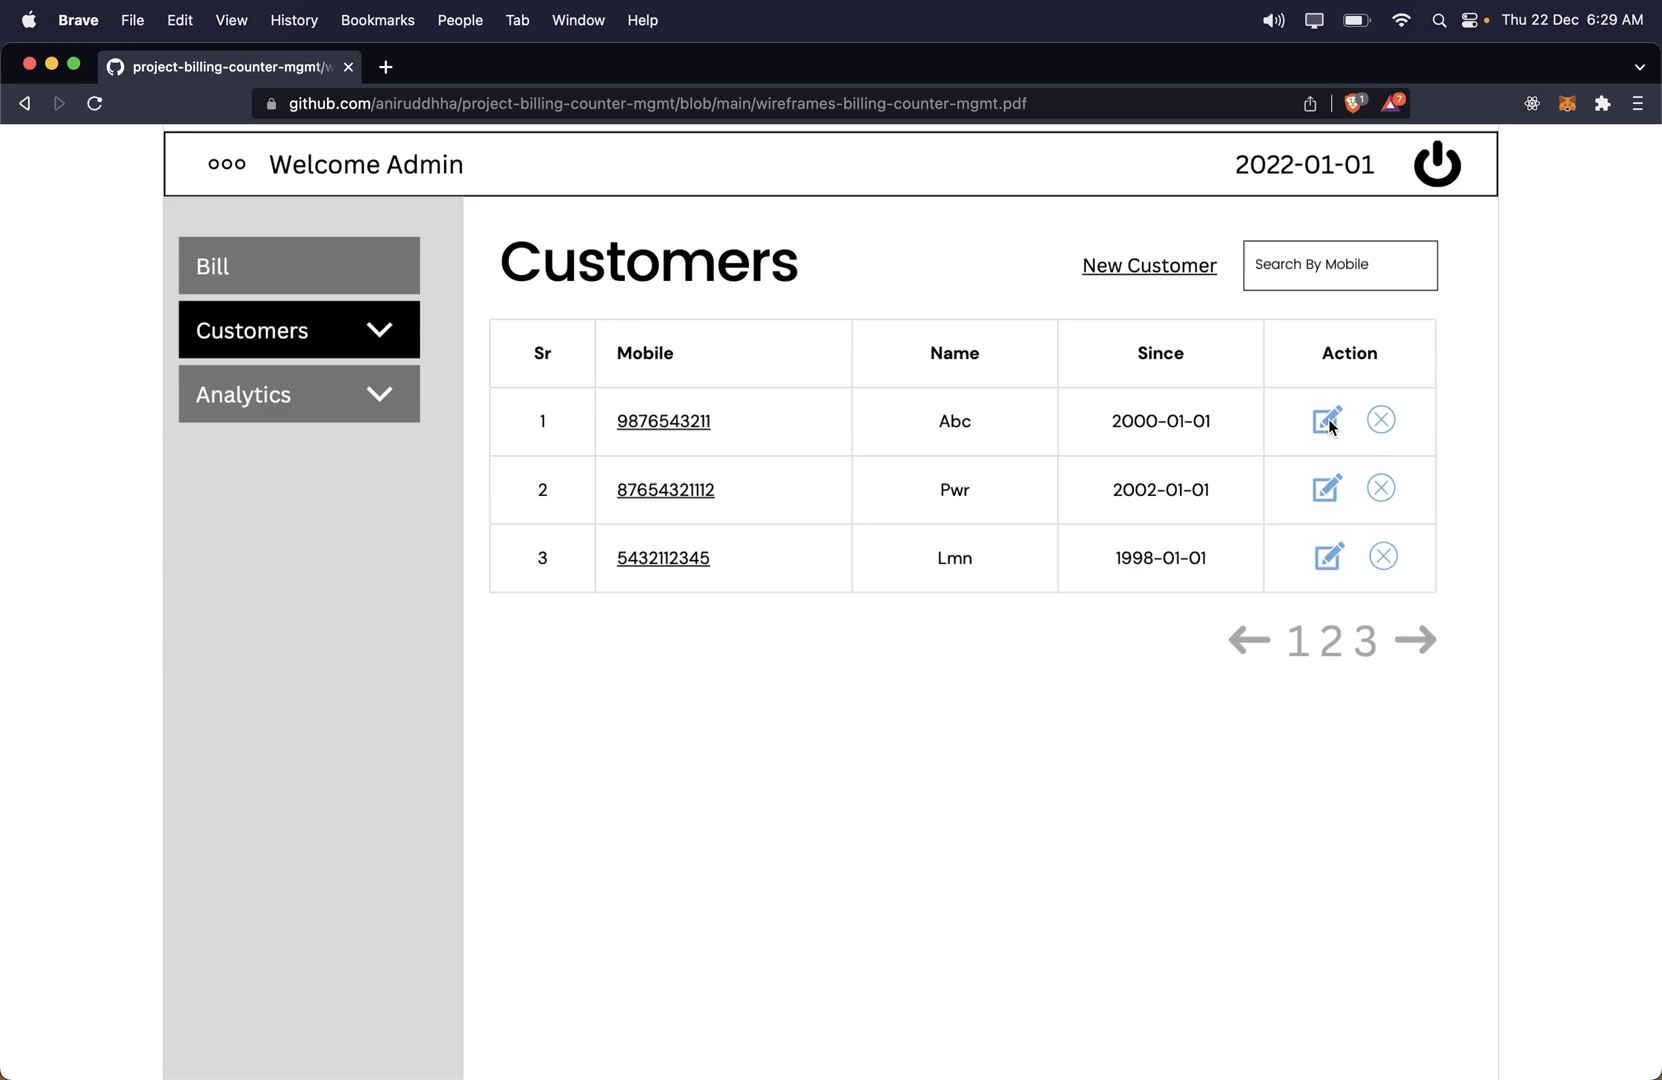 Brave File Edit View History Bookmarks People Tab Window Help Thu 22 Dec 6:29 AM
project-billing-counter-mgmt/w
github.com/aniruddhha/project-billing-counter-mgmt/blob/main/wireframes-billing-counter-mgmt.pdf 1 7
Welcome Admin 2022-01-01
Bill
Customers
Analytics
Customers New Customer Search By Mobile
Sr Mobile Name Since Action
1 9876543211 Abc 2000-01-01
2 87654321112 Pwr 2002-01-01
3 5432112345 Lmn 1998-01-01
1 2 3